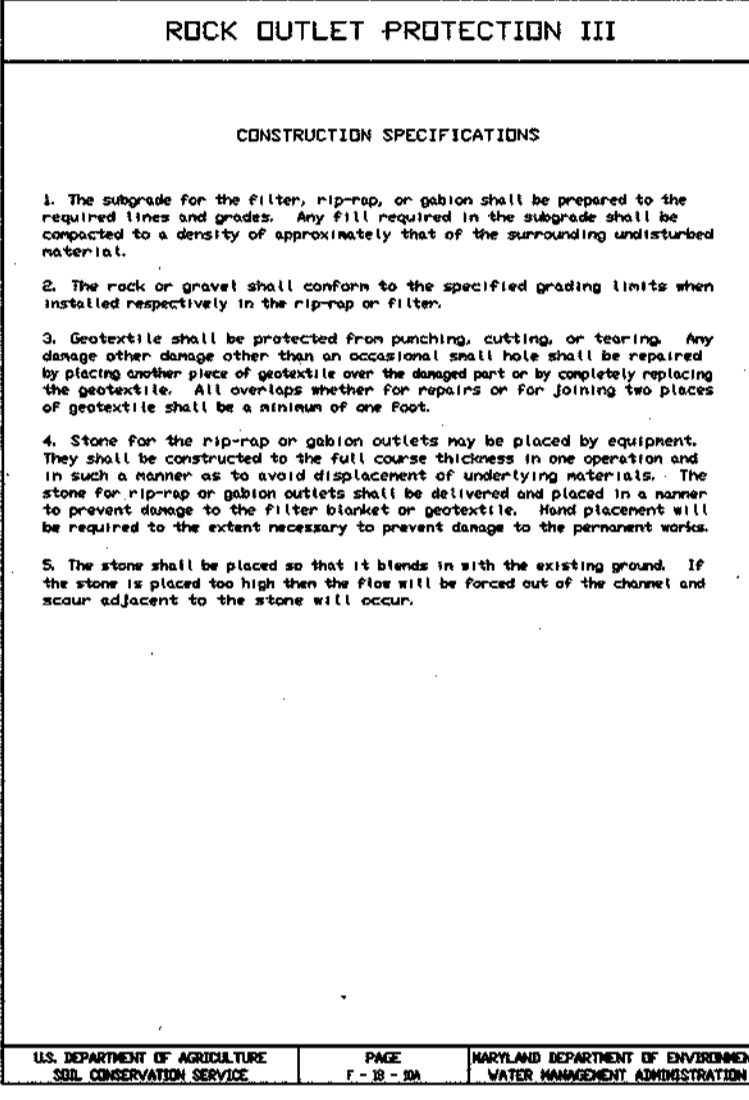 ROCK OUTLET PROTECTION III
CONSTRUCTION SPECIFICATIONS
1. The subgrade for the filter, rip-rap, or gabion shall be prepared to the
required lines and grades. Any fill required in the subgrade shall be
compacted to a density of approximately that of the surrounding undisturbed
material.
2. The rock or gravel shall conform to the specified grading limits when
installed respectively in the rip-rap or filter.
3. Geotextile shall be protected from punching, cutting, or tearing. Any
damage other damage other than an occasional small hole shall be repaired
by placing another piece of geotextile over the damaged part or by completely replacing
the geotextile. All overlaps whether for repairs or for joining two places
of geotextile shall be a minimum of one foot.
4. Stone for the rip-rap or gabion outlets may be placed by equipment.
They shall be constructed to the full course thickness in one operation and
in such a manner as to avoid displacement of underlying materials. The
stone for rip-rap or gabion outlets shall be delivered and placed in a manner
to prevent damage to the filter blanket or geotextile. Hand placement will
be required to the extent necessary to prevent damage to the permanent works.
5. The stone shall be placed so that it blends in with the existing ground. If
the stone is placed too high then the flow will be forced out of the channel and
scour adjacent to the stone will occur.
U.S. DEPARTMENT OF AGRICULTURE
SOIL CONSERVATION SERVICE
PAGE
F - 18 - 10A
MARYLAND DEPARTMENT OF ENVIRONMEN
WATER MANAGEMENT ADMINISTRATION